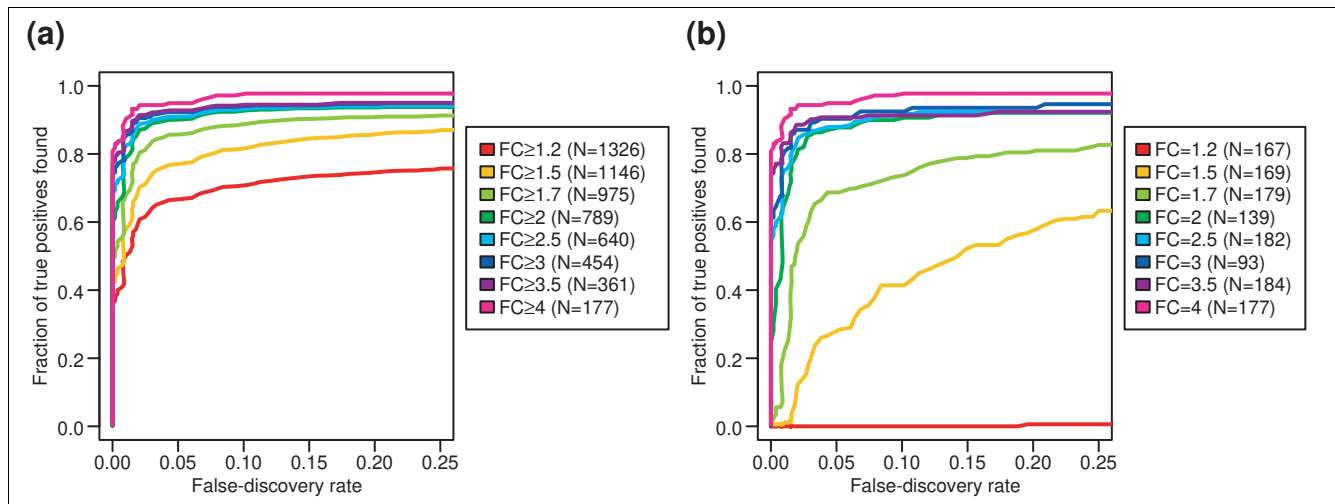 (a)
Fraction of true positives found
1.0
0.8
0.6
0.4
0.2
0.0
0.00 0.05 0.10 0.15 0.20 0.25
False-discovery rate
FC≥1.2 (N=1326)
FC≥1.5 (N=1146)
FC≥1.7 (N=975)
FC≥2 (N=789)
FC≥2.5 (N=640)
FC≥3 (N=454)
FC≥3.5 (N=361)
FC≥4 (N=177)
(b)
Fraction of true positives found
1.0
0.8
0.6
0.4
0.2
0.0
0.00 0.05 0.10 0.15 0.20 0.25
False-discovery rate
FC=1.2 (N=167)
FC=1.5 (N=169)
FC=1.7 (N=179)
FC=2 (N=139)
FC=2.5 (N=182)
FC=3 (N=93)
FC=3.5 (N=184)
FC=4 (N=177)